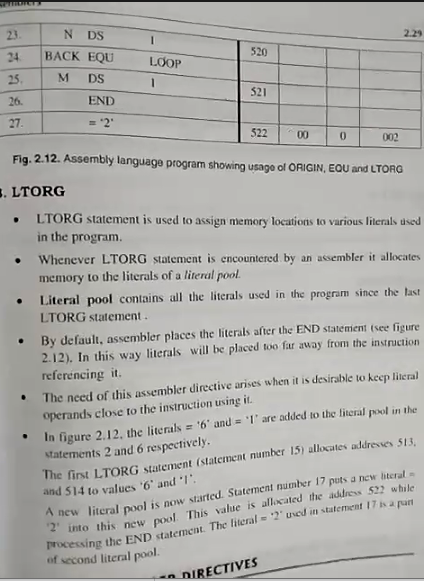 2.29
23. N DS 1 520
24. BACK EQU LOOP
25. M DS 1 521
26. END
27. = '2' 522 00 0 002
Fig. 2.12. Assembly language program showing usage of ORIGIN, EQU and LTORG
. LTORG
• LTORG statement is used to assign memory locations to various literals used
in the program.
• Whenever LTORG statement is encountered by an assembler it allocates
memory to the literals of a literal pool.
• Literal pool contains all the literals used in the program since the last
LTORG statement .
• By default, assembler places the literals after the END statement (see figure
2.12). In this way literals will be placed too far away from the instruction
referencing it.
• The need of this assembler directive arises when it is desirable to keep literal
operands close to the instruction using it.
• In figure 2.12, the literals = '6' and = '1' are added to the literal pool in the
statements 2 and 6 respectively.
The first LTORG statement (statement number 15) allocates addresses 513,
and 514 to values '6' and '1'.
A new literal pool is now started. Statement number 17 puts a new literal =
'2' into this new pool. This value is allocated the address 522 while
processing the END statement. The literal = '2' used in statement 17 is a part
of second literal pool.
DIRECTIVES